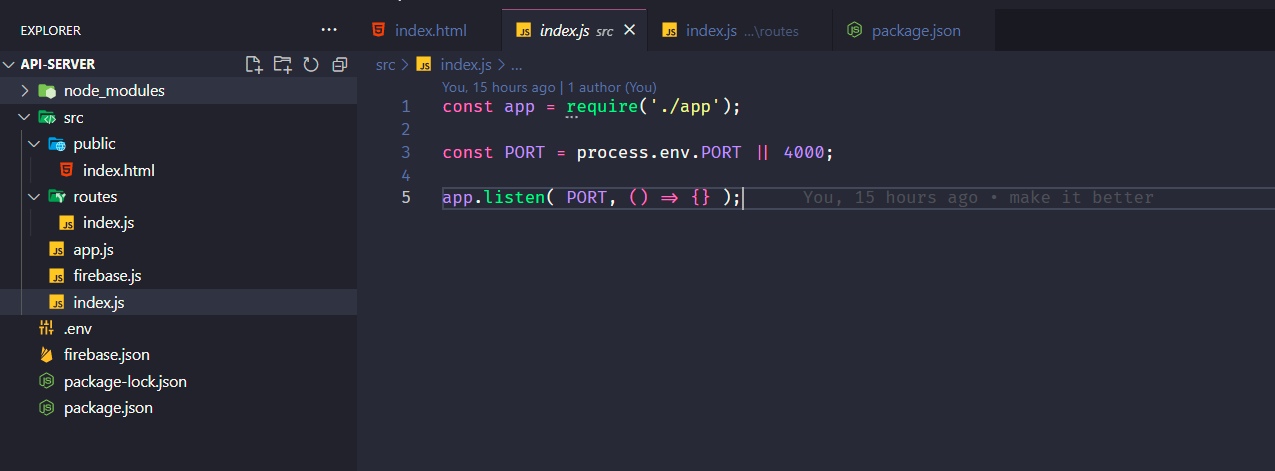 EXPLORER
API-SERVER
node_modules
src
public
index.html
routes
index.js
app.js
firebase.js
index.js
.env
firebase.json
package-lock.json
package.json
index.html
index.js src
index.js ...\routes
package.json
src > index.js > ...
You, 15 hours ago | 1 author (You)
1 const app = require('./app');
2
3 const PORT = process.env.PORT || 4000;
4
5 app.listen( PORT, () => {} ); You, 15 hours ago • make it better